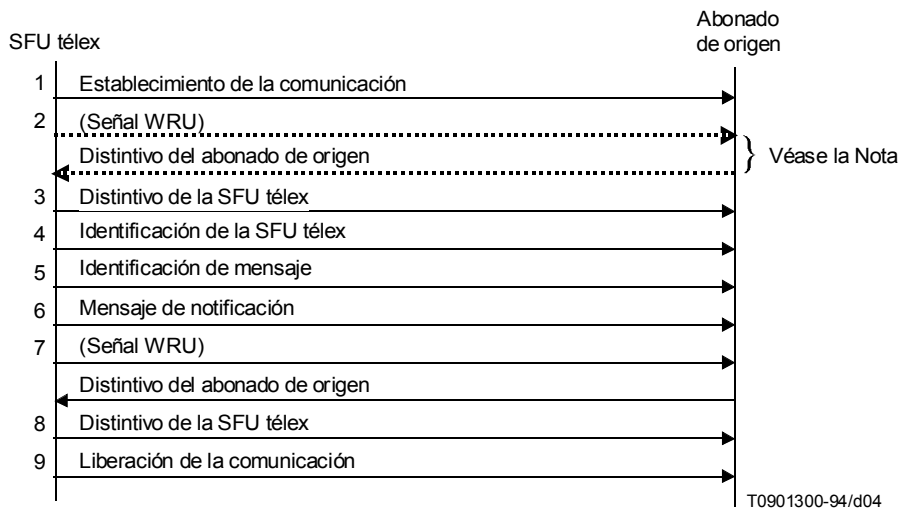 SFU télex
Abonado
de origen
1 Establecimiento de la comunicación
2 (Señal WRU)
Distintivo del abonado de origen
} Véase la Nota
3 Distintivo de la SFU télex
4 Identificación de la SFU télex
5 Identificación de mensaje
6 Mensaje de notificación
7 (Señal WRU)
Distintivo del abonado de origen
8 Distintivo de la SFU télex
9 Liberación de la comunicación
T0901300-94/d04